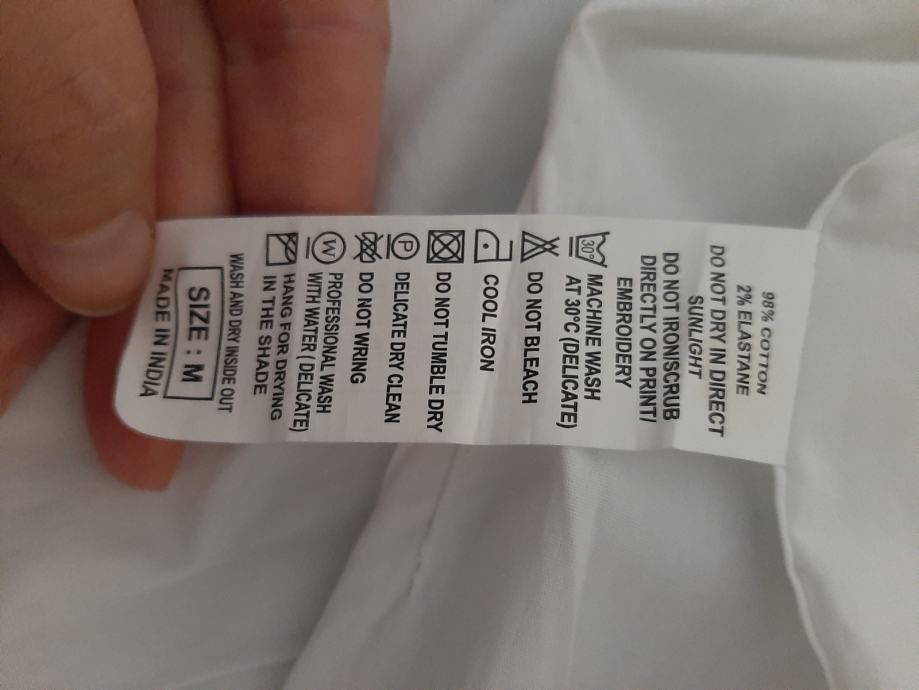 98% COTTON
2% ELASTANE
DO NOT DRY IN DIRECT
SUNLIGHT
DO NOT IRON\SCRUB
DIRECTLY ON PRINT/
EMBROIDERY
30°
MACHINE WASH
AT 30°C (DELICATE)
DO NOT BLEACH
COOL IRON
DO NOT TUMBLE DRY
P
DELICATE DRY CLEAN
DO NOT WRING
W
PROFESSIONAL WASH
WITH WATER ( DELICATE)
HANG FOR DRYING
IN THE SHADE
WASH AND DRY INSIDE OUT
SIZE : M
MADE IN INDIA